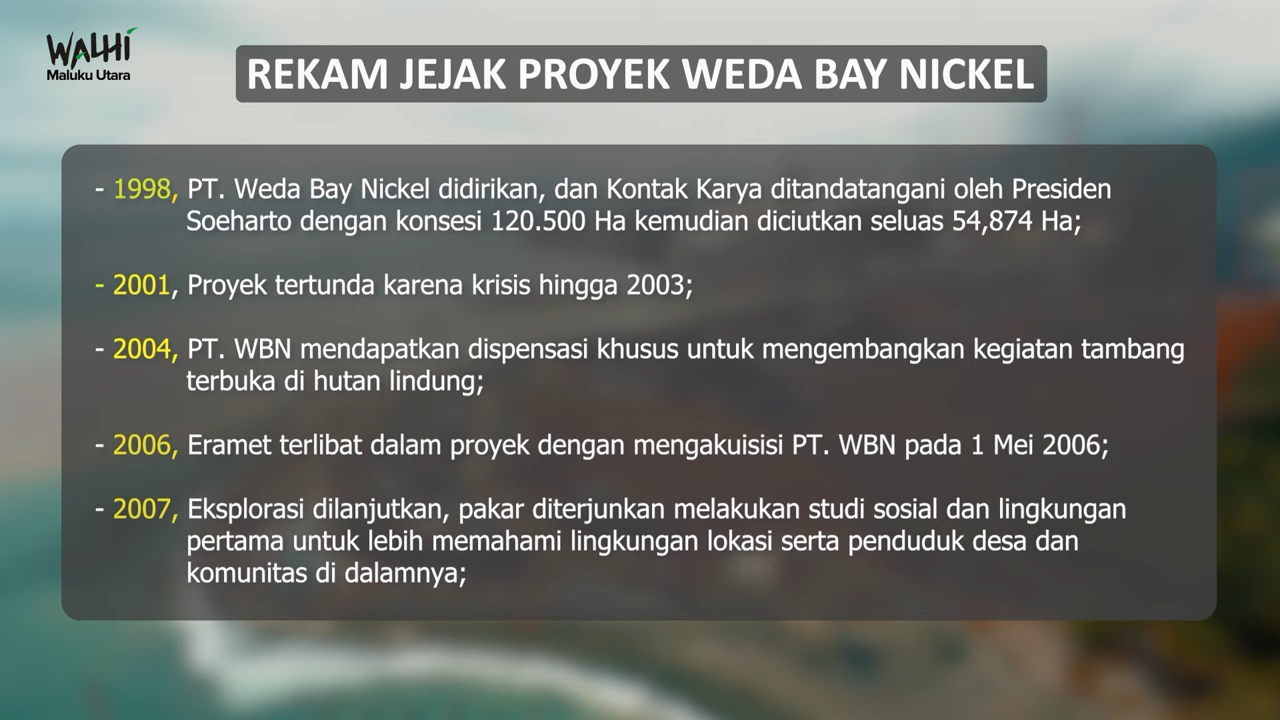 WALHI
Maluku Utara
REKAM JEJAK PROYEK WEDA BAY NICKEL
- 1998, PT. Weda Bay Nickel didirikan, dan Kontak Karya ditandatangani oleh Presiden
Soeharto dengan konsesi 120.500 Ha kemudian diciutkan seluas 54,874 Ha;
- 2001, Proyek tertunda karena krisis hingga 2003;
- 2004, PT. WBN mendapatkan dispensasi khusus untuk mengembangkan kegiatan tambang
terbuka di hutan lindung;
- 2006, Eramet terlibat dalam proyek dengan mengakuisisi PT. WBN pada 1 Mei 2006;
- 2007, Eksplorasi dilanjutkan, pakar diterjunkan melakukan studi sosial dan lingkungan
pertama untuk lebih memahami lingkungan lokasi serta penduduk desa dan
komunitas di dalamnya;